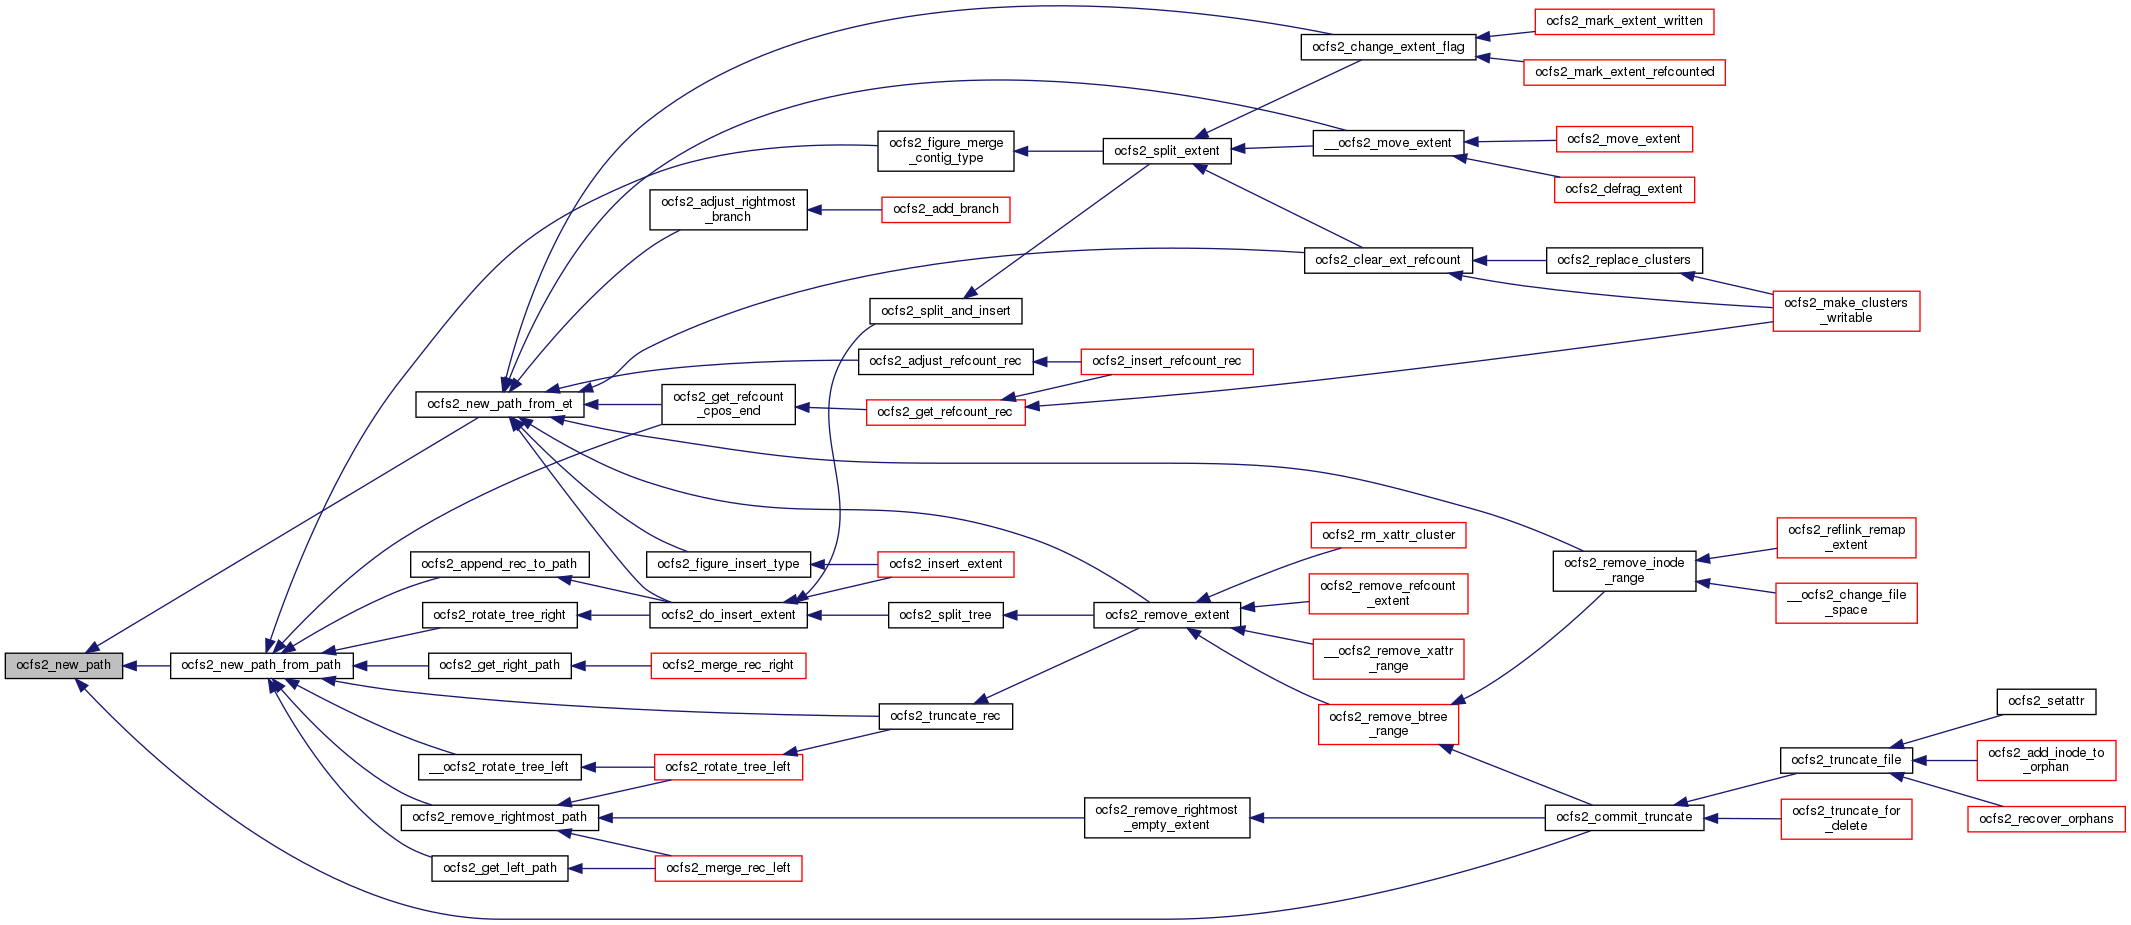 ocfs2_mark_extent_written
ocfs2_change_extent_flag
ocfs2_mark_extent_refcounted
ocfs2_figure_merge
_contig_type
ocfs2_split_extent
__ocfs2_move_extent
ocfs2_move_extent
ocfs2_defrag_extent
ocfs2_adjust_rightmost
_branch
ocfs2_add_branch
ocfs2_clear_ext_refcount
ocfs2_replace_clusters
ocfs2_split_and_insert
ocfs2_make_clusters
_writable
ocfs2_adjust_refcount_rec
ocfs2_insert_refcount_rec
ocfs2_new_path_from_et
ocfs2_get_refcount
_cpos_end
ocfs2_get_refcount_rec
ocfs2_append_rec_to_path
ocfs2_figure_insert_type
ocfs2_insert_extent
ocfs2_rm_xattr_cluster
ocfs2_remove_inode
_range
ocfs2_reflink_remap
_extent
ocfs2_rotate_tree_right
ocfs2_do_insert_extent
ocfs2_split_tree
ocfs2_remove_extent
ocfs2_remove_refcount
_extent
__ocfs2_change_file
_space
ocfs2_new_path
ocfs2_new_path_from_path
ocfs2_get_right_path
ocfs2_merge_rec_right
__ocfs2_remove_xattr
_range
ocfs2_truncate_rec
ocfs2_remove_btree
_range
ocfs2_setattr
__ocfs2_rotate_tree_left
ocfs2_rotate_tree_left
ocfs2_truncate_file
ocfs2_add_inode_to
_orphan
ocfs2_remove_rightmost_path
ocfs2_remove_rightmost
_empty_extent
ocfs2_commit_truncate
ocfs2_truncate_for
_delete
ocfs2_recover_orphans
ocfs2_get_left_path
ocfs2_merge_rec_left